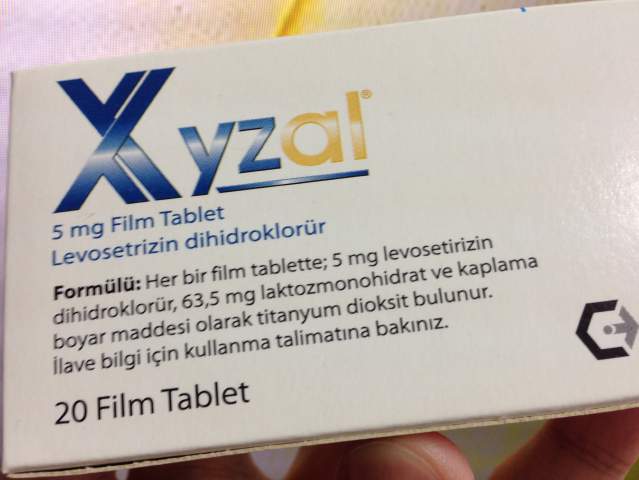 Xyzal®
5 mg Film Tablet
Levosetrizin dihidroklorür
Formülü: Her bir film tablette; 5 mg levosetirizin
dihidroklorür, 63,5 mg laktozmonohidrat ve kaplama
boyar maddesi olarak titanyum dioksit bulunur.
İlave bilgi için kullanma talimatına bakınız.
20 Film Tablet